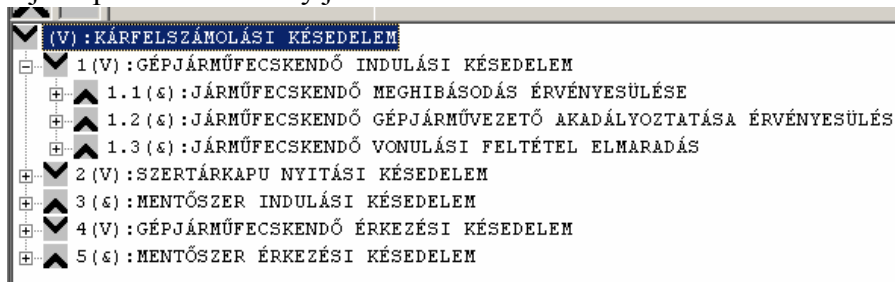 (V):KÁRFELSZÁMOLÁSI KÉSEDELEM
1(V):GÉPJÁRMŰFECSKENDŐ INDULÁSI KÉSEDELEM
1.1(&):JÁRMŰFECSKENDŐ MEGHIBÁSODÁS ÉRVÉNYESÜLÉSE
1.2(&):JÁRMŰFECSKENDŐ GÉPJÁRMŰVEZETŐ AKADÁLYOZTATÁSA ÉRVÉNYESÜLÉS
1.3(&):JÁRMŰFECSKENDŐ VONULÁSI FELTÉTEL ELMARADÁS
2(V):SZERTÁRKAPU NYITÁSI KÉSEDELEM
3(&):MENTŐSZER INDULÁSI KÉSEDELEM
4(V):GÉPJÁRMŰFECSKENDŐ ÉRKEZÉSI KÉSEDELEM
5(&):MENTŐSZER ÉRKEZÉSI KÉSEDELEM